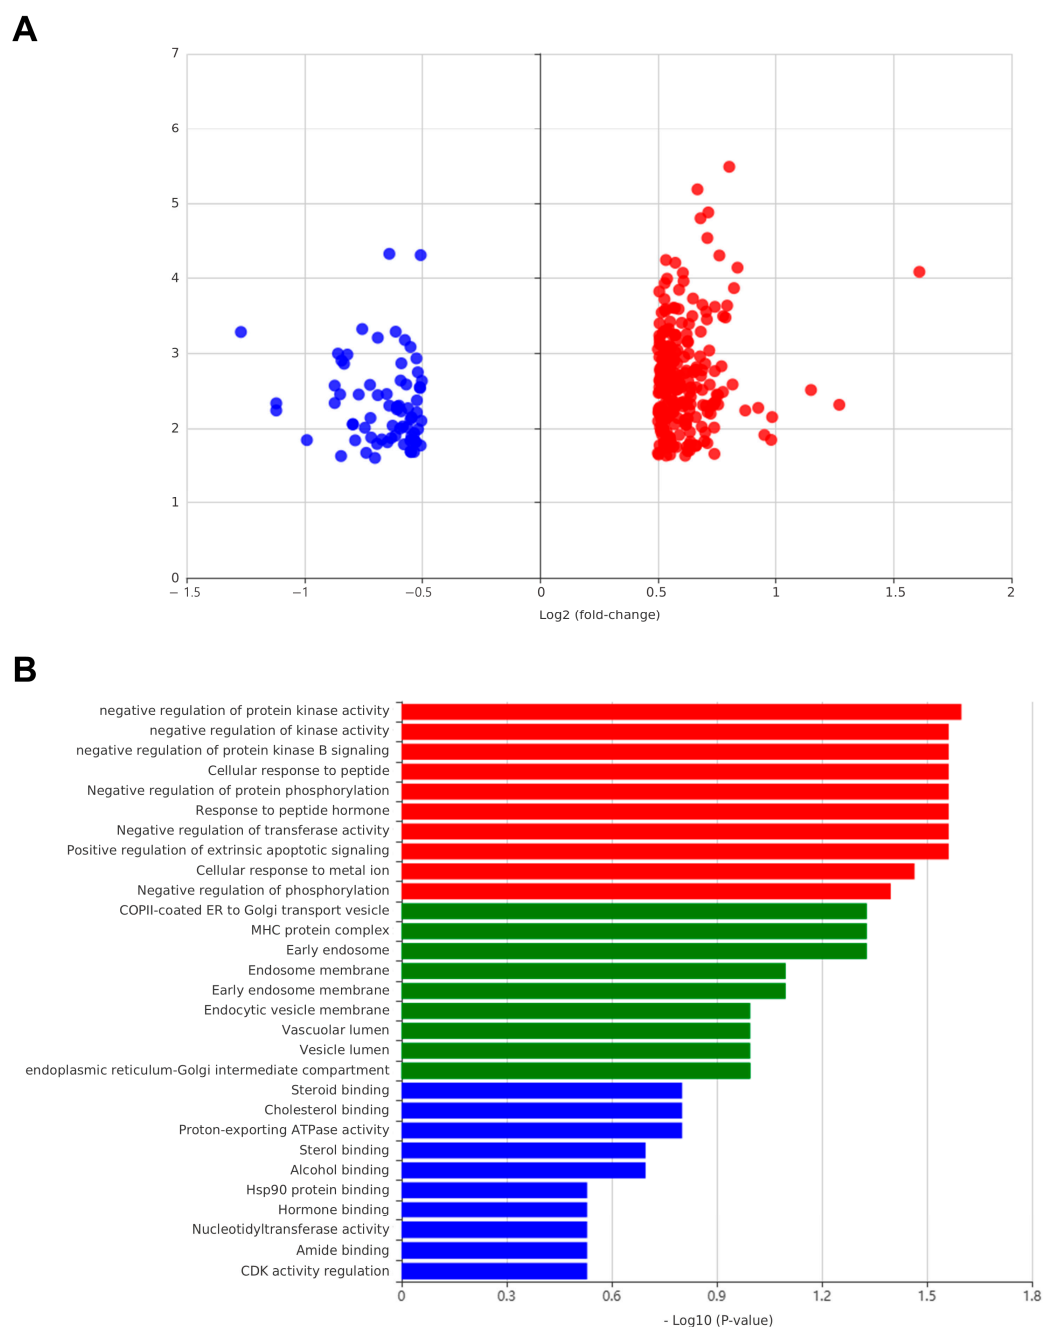 A
7
6
5
4
3
2
1
0
− 1.5
−1
−0.5
0
0.5
1
1.5
2
Log2 (fold-change)
B
negative regulation of protein kinase activity
negative regulation of kinase activity
negative regulation of protein kinase B signaling
Cellular response to peptide
Negative regulation of protein phosphorylation
Response to peptide hormone
Negative regulation of transferase activity
Positive regulation of extrinsic apoptotic signaling
Cellular response to metal ion
Negative regulation of phosphorylation
COPII-coated ER to Golgi transport vesicle
MHC protein complex
Early endosome
Endosome membrane
Early endosome membrane
Endocytic vesicle membrane
Vascuolar lumen
Vesicle lumen
endoplasmic reticulum-Golgi intermediate compartment
Steroid binding
Cholesterol binding
Proton-exporting ATPase activity
Sterol binding
Alcohol binding
Hsp90 protein binding
Hormone binding
Nucleotidyltransferase activity
Amide binding
CDK activity regulation
0
0.3
0.6
0.9
1.2
1.5
1.8
- Log10 (P-value)